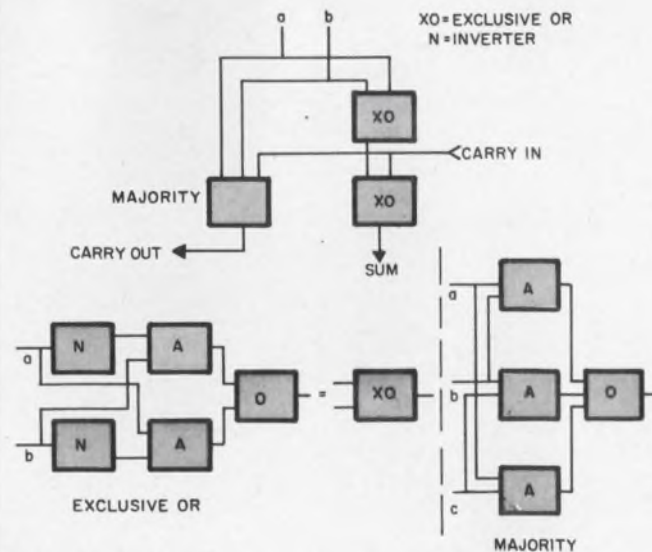 a b
XO = EXCLUSIVE OR
N = INVERTER
XO
CARRY IN
MAJORITY
XO
CARRY OUT
SUM
a
A
N
A
a
O
=
XO
b
A
O
b
N
A
A
c
EXCLUSIVE OR
MAJORITY